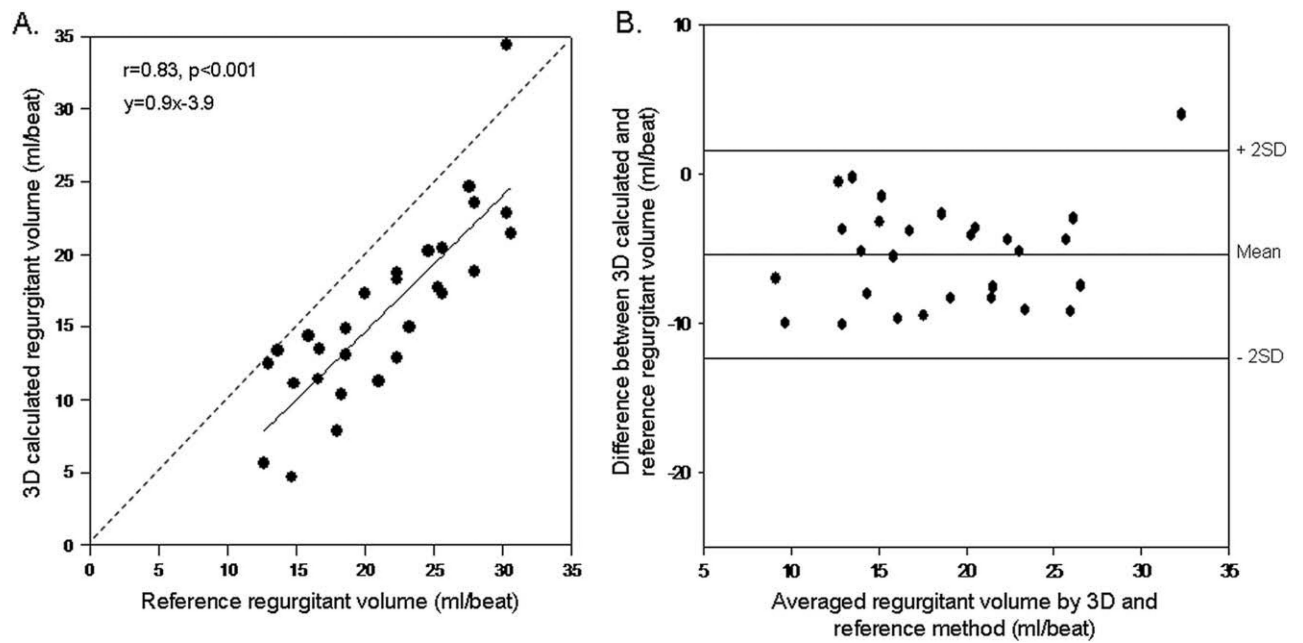 A.
35
30
25
20
15
10
5
0
3D calculated regurgitant volume (ml/beat)
r=0.83, p<0.001
y=0.9x-3.9
0 5 10 15 20 25 30 35
Reference regurgitant volume (ml/beat)
B.
10
0
-10
-20
Difference between 3D calculated and
reference regurgitant volume (ml/beat)
+ 2SD
Mean
- 2SD
5 10 15 20 25 30 35
Averaged regurgitant volume by 3D and
reference method (ml/beat)